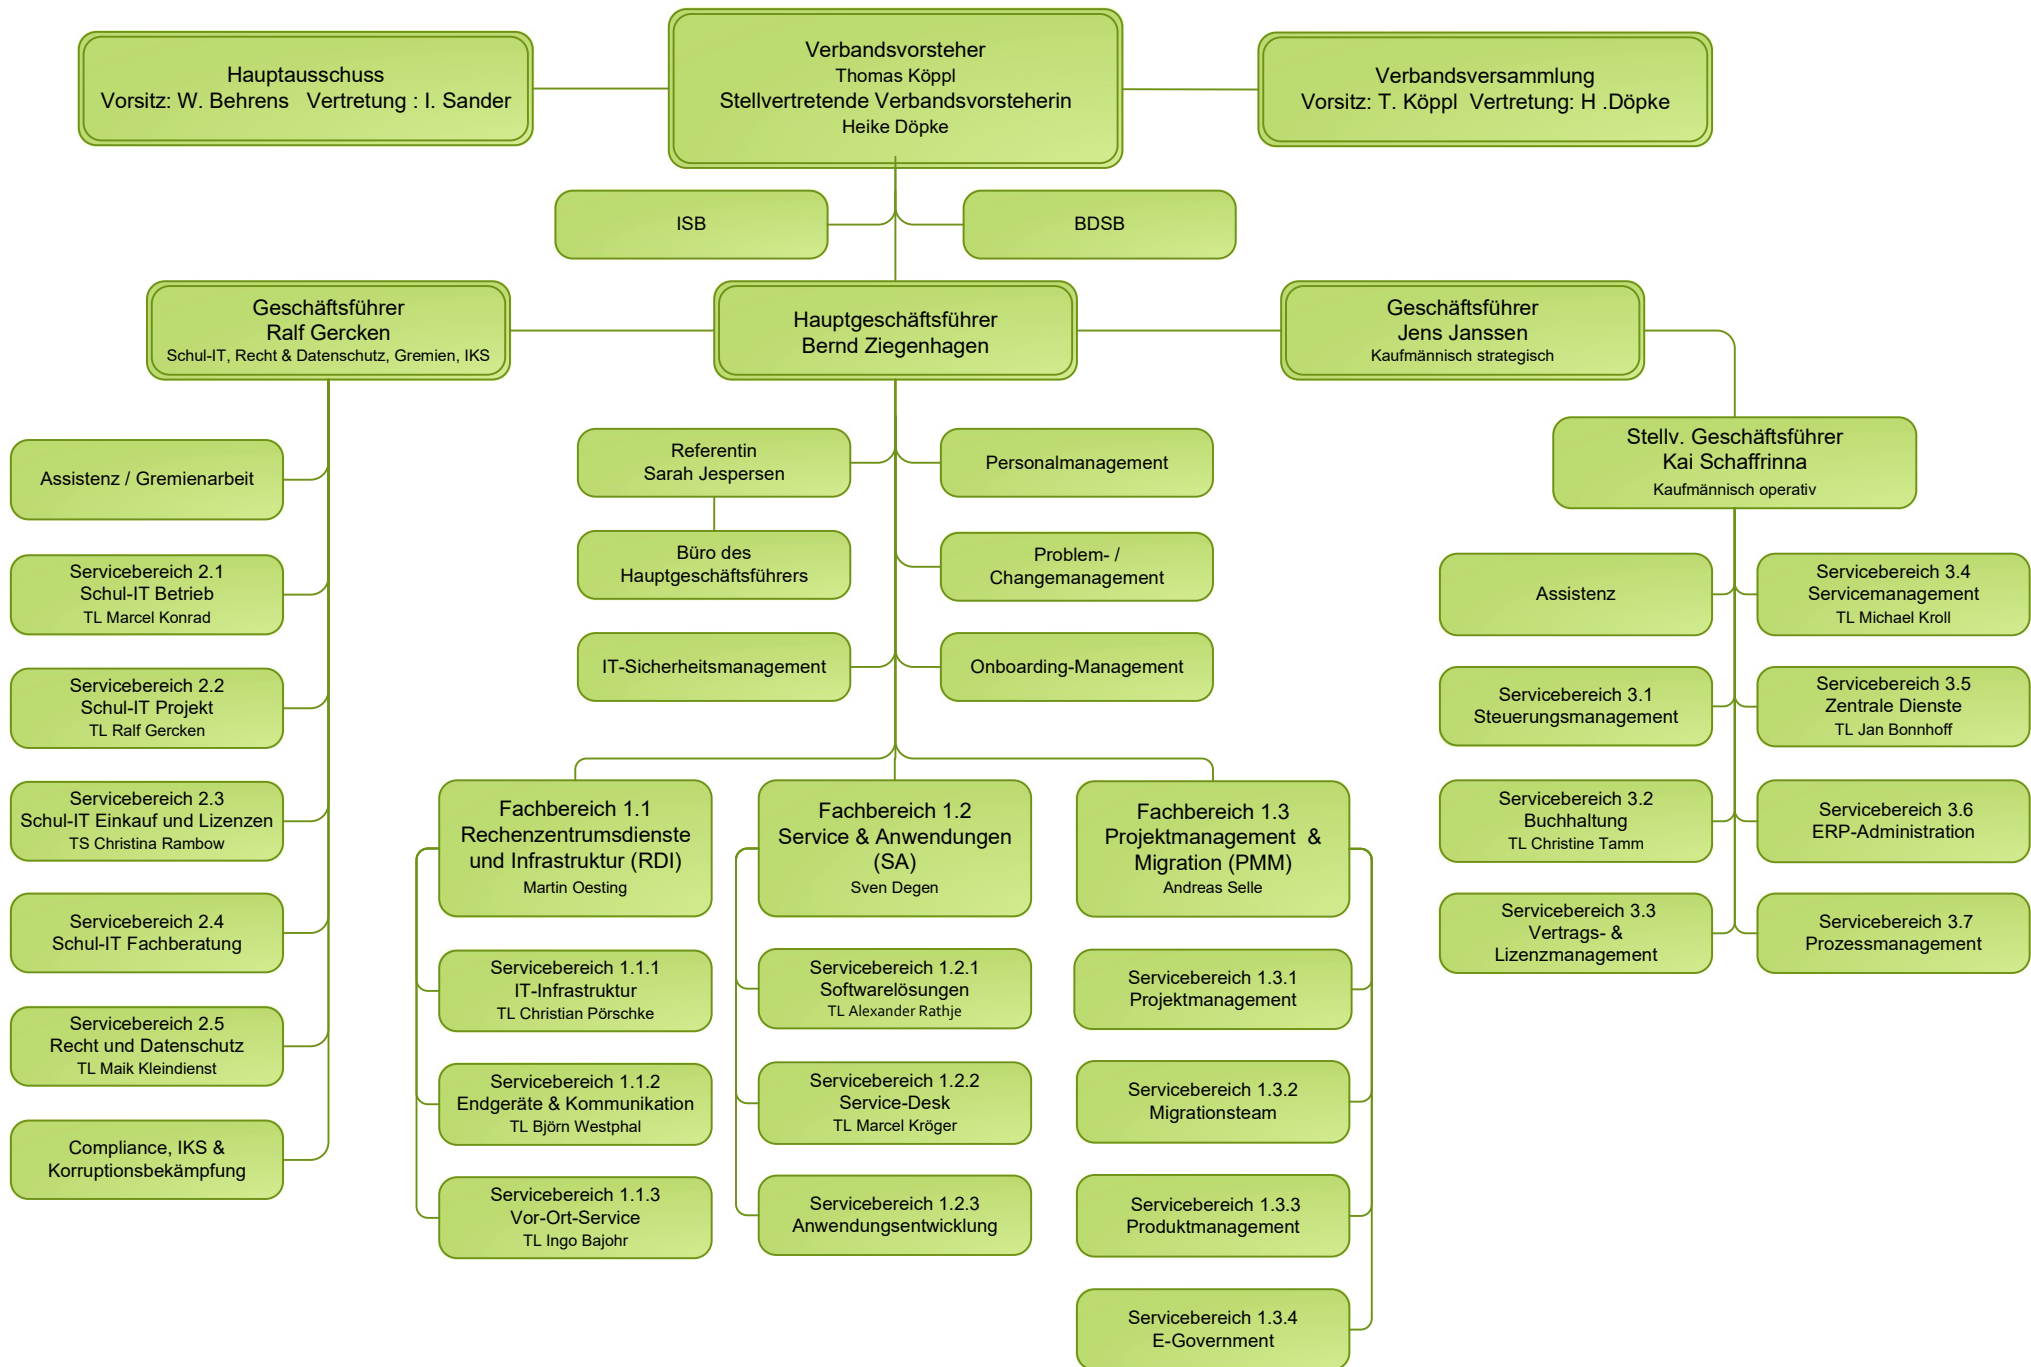 Hauptausschuss
Vorsitz: W. Behrens   Vertretung : I. Sander
Verbandsvorsteher
Thomas Köppl
Stellvertretende Verbandsvorsteherin
Heike Döpke
Verbandsversammlung
Vorsitz: T. Köppl  Vertretung: H .Döpke
ISB
BDSB
Geschäftsführer
Ralf Gercken
Schul-IT, Recht & Datenschutz, Gremien, IKS
Hauptgeschäftsführer
Bernd Ziegenhagen
Geschäftsführer
Jens Janssen
Kaufmännisch strategisch
Stellv. Geschäftsführer
Kai Schaffrinna
Kaufmännisch operativ
Assistenz / Gremienarbeit
Servicebereich 2.1
Schul-IT Betrieb
TL Marcel Konrad
Servicebereich 2.2
Schul-IT Projekt
TL Ralf Gercken
Servicebereich 2.3
Schul-IT Einkauf und Lizenzen
TS Christina Rambow
Servicebereich 2.4
Schul-IT Fachberatung
Servicebereich 2.5
Recht und Datenschutz
TL Maik Kleindienst
Compliance, IKS &
Korruptionsbekämpfung
Referentin
Sarah Jespersen
Personalmanagement
Büro des
Hauptgeschäftsführers
Problem- /
Changemanagement
IT-Sicherheitsmanagement
Onboarding-Management
Fachbereich 1.1
Rechenzentrumsdienste
und Infrastruktur (RDI)
Martin Oesting
Servicebereich 1.1.1
IT-Infrastruktur
TL Christian Pörschke
Servicebereich 1.1.2
Endgeräte & Kommunikation
TL Björn Westphal
Servicebereich 1.1.3
Vor-Ort-Service
TL Ingo Bajohr
Fachbereich 1.2
Service & Anwendungen
(SA)
Sven Degen
Servicebereich 1.2.1
Softwarelösungen
TL Alexander Rathje
Servicebereich 1.2.2
Service-Desk
TL Marcel Kröger
Servicebereich 1.2.3
Anwendungsentwicklung
Fachbereich 1.3
Projektmanagement  &
Migration (PMM)
Andreas Selle
Servicebereich 1.3.1
Projektmanagement
Servicebereich 1.3.2
Migrationsteam
Servicebereich 1.3.3
Produktmanagement
Servicebereich 1.3.4
E-Government
Assistenz
Servicebereich 3.1
Steuerungsmanagement
Servicebereich 3.2
Buchhaltung
TL Christine Tamm
Servicebereich 3.3
Vertrags- &
Lizenzmanagement
Servicebereich 3.4
Servicemanagement
TL Michael Kroll
Servicebereich 3.5
Zentrale Dienste
TL Jan Bonnhoff
Servicebereich 3.6
ERP-Administration
Servicebereich 3.7
Prozessmanagement